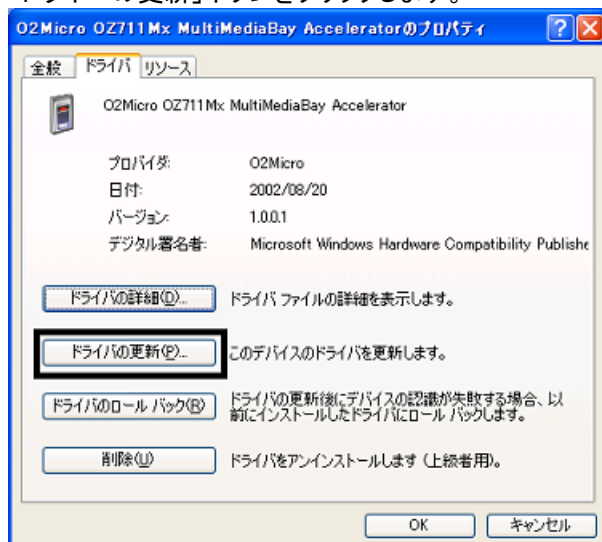 O2Micro OZ711Mx MultiMediaBay Acceleratorのプロパティ
全般 ドライバ リソース
O2Micro OZ711Mx MultiMediaBay Accelerator
プロバイダ: O2Micro
日付: 2002/08/20
バージョン: 1.0.0.1
デジタル署名者: Microsoft Windows Hardware Compatibility Publishe
ドライバの詳細(D)... ドライバ ファイルの詳細を表示します。
ドライバの更新(P)... このデバイスのドライバを更新します。
ドライバのロール バック(R) ドライバの更新後にデバイスの認識が失敗する場合、以
前にインストールしたドライバにロール バックします。
削除(U) ドライバをアンインストールします (上級者用)。
OK キャンセル